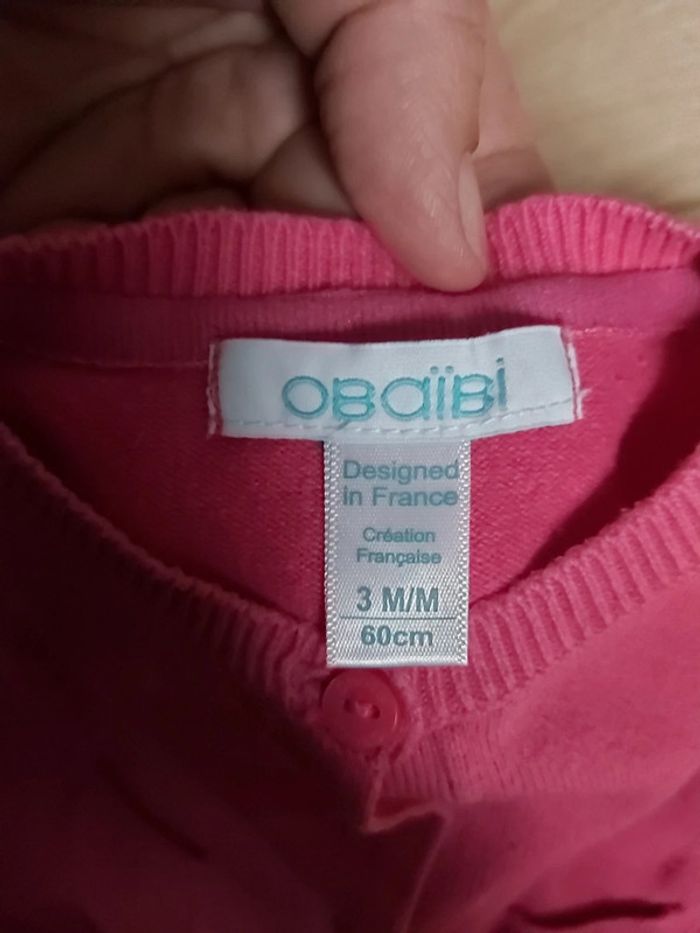 OBaïBi
Designed
in France
Création
Française
3 M/M
60cm